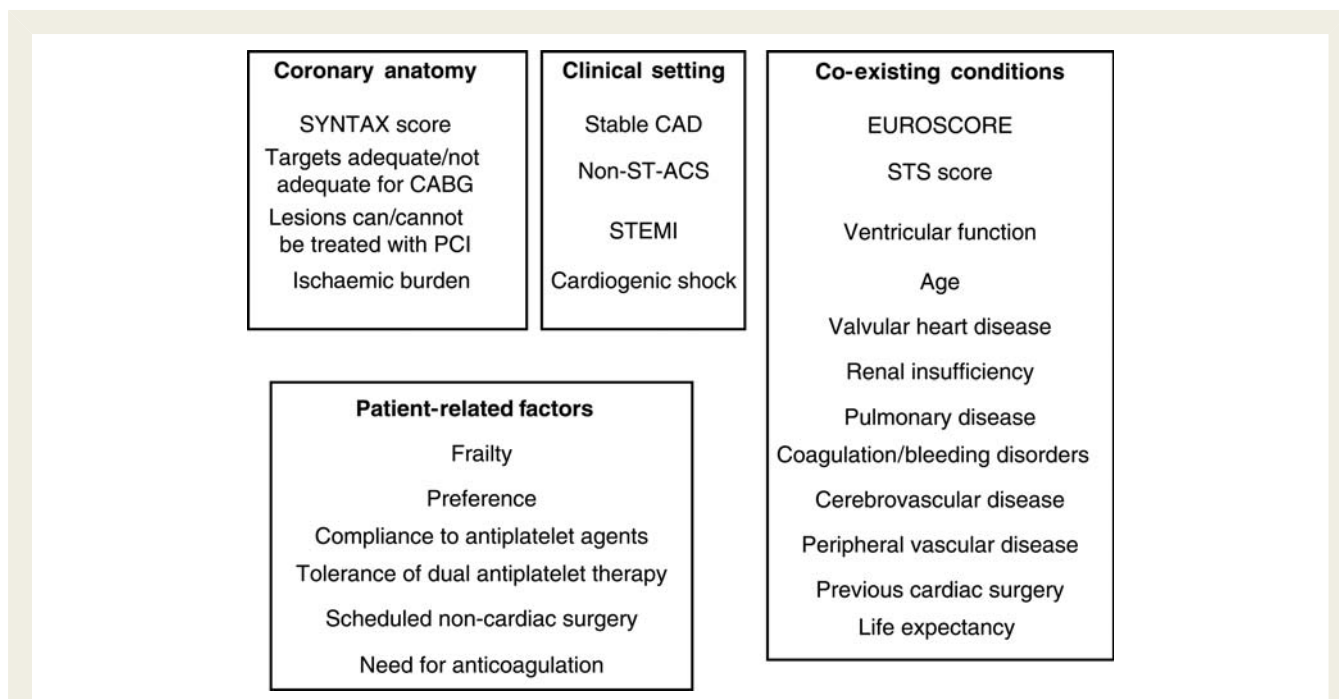 Coronary anatomy
SYNTAX score
Targets adequate/not
adequate for CABG
Lesions can/cannot
be treated with PCI
Ischaemic burden
Clinical setting
Stable CAD
Non-ST-ACS
STEMI
Cardiogenic shock
Co-existing conditions
EUROSCORE
STS score
Ventricular function
Age
Valvular heart disease
Renal insufficiency
Pulmonary disease
Coagulation/bleeding disorders
Cerebrovascular disease
Peripheral vascular disease
Previous cardiac surgery
Life expectancy
Patient-related factors
Frailty
Preference
Compliance to antiplatelet agents
Tolerance of dual antiplatelet therapy
Scheduled non-cardiac surgery
Need for anticoagulation